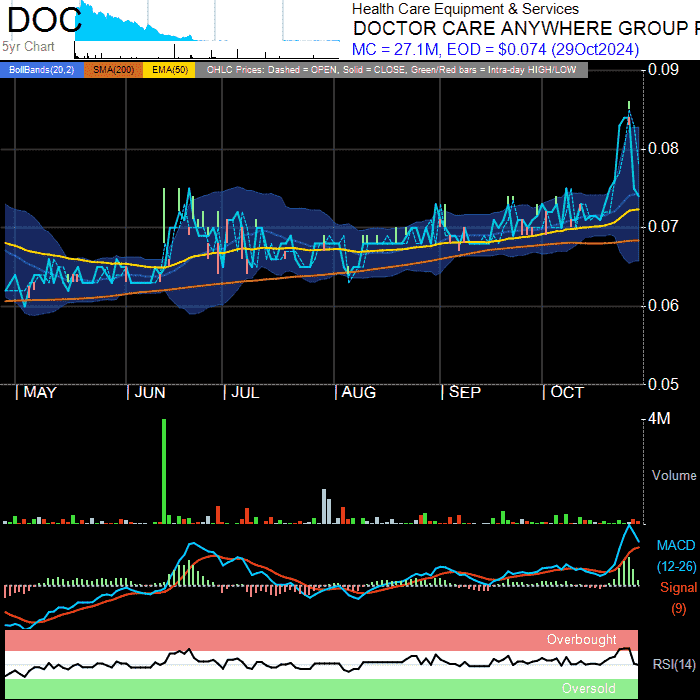 DOC
5yr Chart
Health Care Equipment & Services
DOCTOR CARE ANYWHERE GROUP P
MC = 27.1M, EOD = $0.074 (29Oct2024)
BollBands(20,2) SMA(200) EMA(50) OHLC Prices: Dashed = OPEN, Solid = CLOSE, Green/Red bars = Intra-day HIGH/LOW
0.09
0.08
0.07
0.06
0.05
MAY JUN JUL AUG SEP OCT
4M
Volume
MACD
(12-26)
Signal
(9)
Overbought
RSI(14)
Oversold